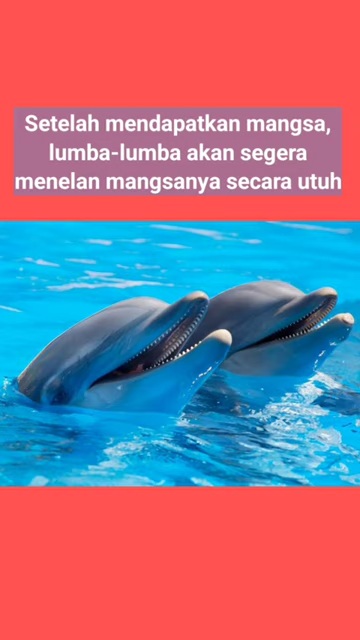 Setelah mendapatkan mangsa,
lumba-lumba akan segera
menelan mangsanya secara utuh